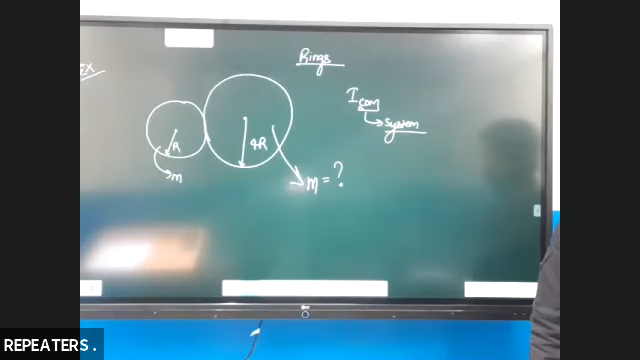 EX
Rings
I com
System
R
4R
m
m = ?
REPEATERS .